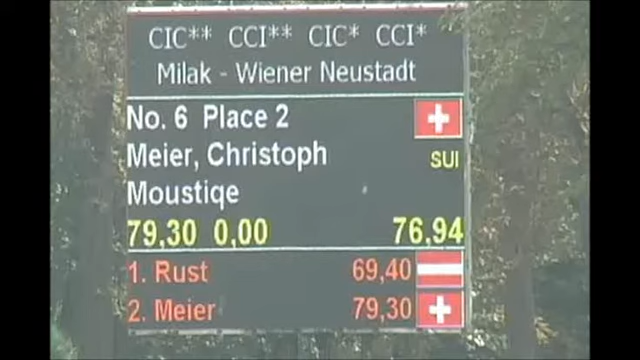 CIC** CCI** CIC* CCI*
Milak - Wiener Neustadt
No. 6 Place 2
Meier, Christoph SUI
Moustiqe
79,30 0,00 76,94
1. Rust 69,40
2. Meier 79,30